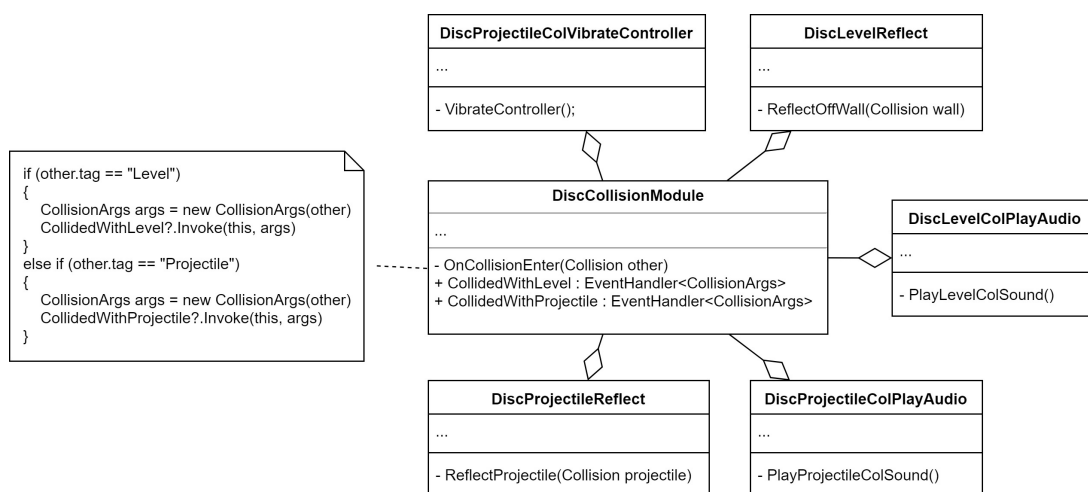 DiscProjectileColVibrateController
...
- VibrateController();
DiscLevelReflect
...
- ReflectOffWall(Collision wall)
if (other.tag == "Level")
{
CollisionArgs args = new CollisionArgs(other)
CollidedWithLevel?.Invoke(this, args)
}
else if (other.tag == "Projectile")
{
CollisionArgs args = new CollisionArgs(other)
CollidedWithProjectile?.Invoke(this, args)
}
DiscCollisionModule
...
- OnCollisionEnter(Collision other)
+ CollidedWithLevel : EventHandler<CollisionArgs>
+ CollidedWithProjectile : EventHandler<CollisionArgs>
DiscLevelColPlayAudio
...
- PlayLevelColSound()
DiscProjectileReflect
...
- ReflectProjectile(Collision projectile)
DiscProjectileColPlayAudio
...
- PlayProjectileColSound()